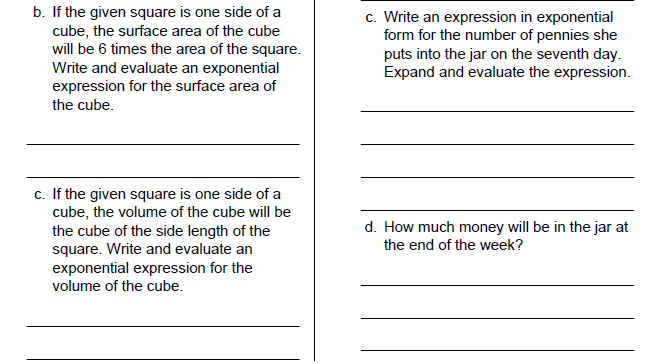 b. If the given square is one side of a
cube, the surface area of the cube
will be 6 times the area of the square.
Write and evaluate an exponential
expression for the surface area of
the cube.
c. If the given square is one side of a
cube, the volume of the cube will be
the cube of the side length of the
square. Write and evaluate an
exponential expression for the
volume of the cube.
c. Write an expression in exponential
form for the number of pennies she
puts into the jar on the seventh day.
Expand and evaluate the expression.
d. How much money will be in the jar at
the end of the week?